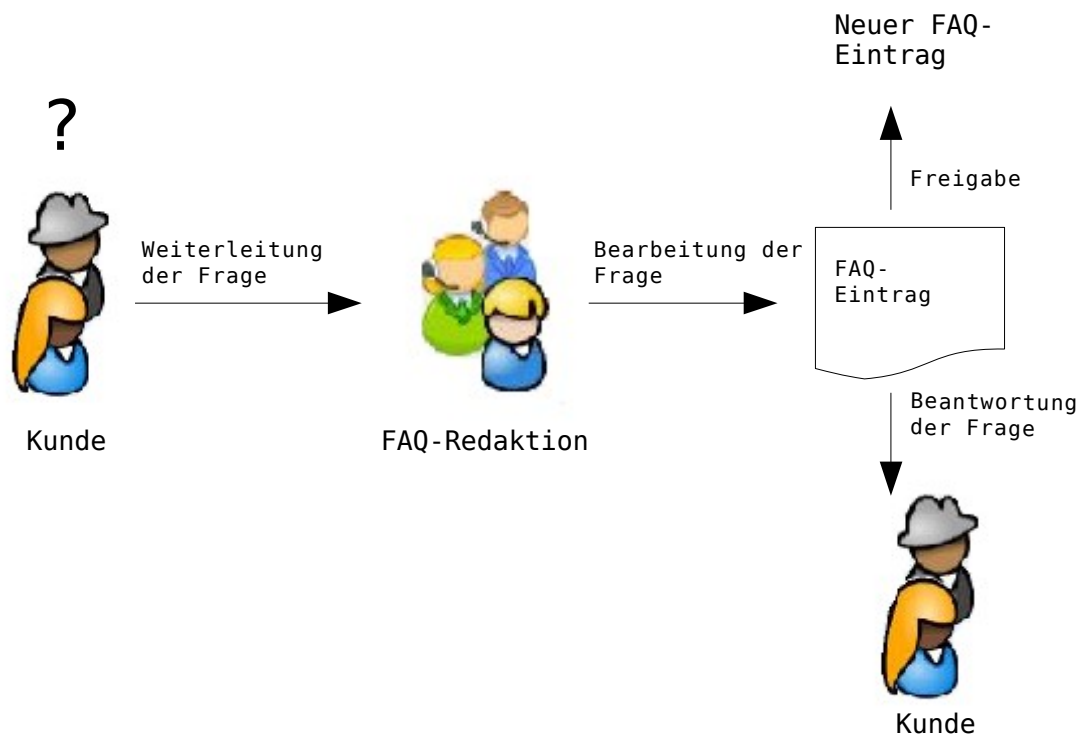 ?
Kunde
Weiterleitung
der Frage
FAQ-Redaktion
Bearbeitung der
Frage
FAQ-
Eintrag
Freigabe
Neuer FAQ-
Eintrag
Beantwortung
der Frage
Kunde